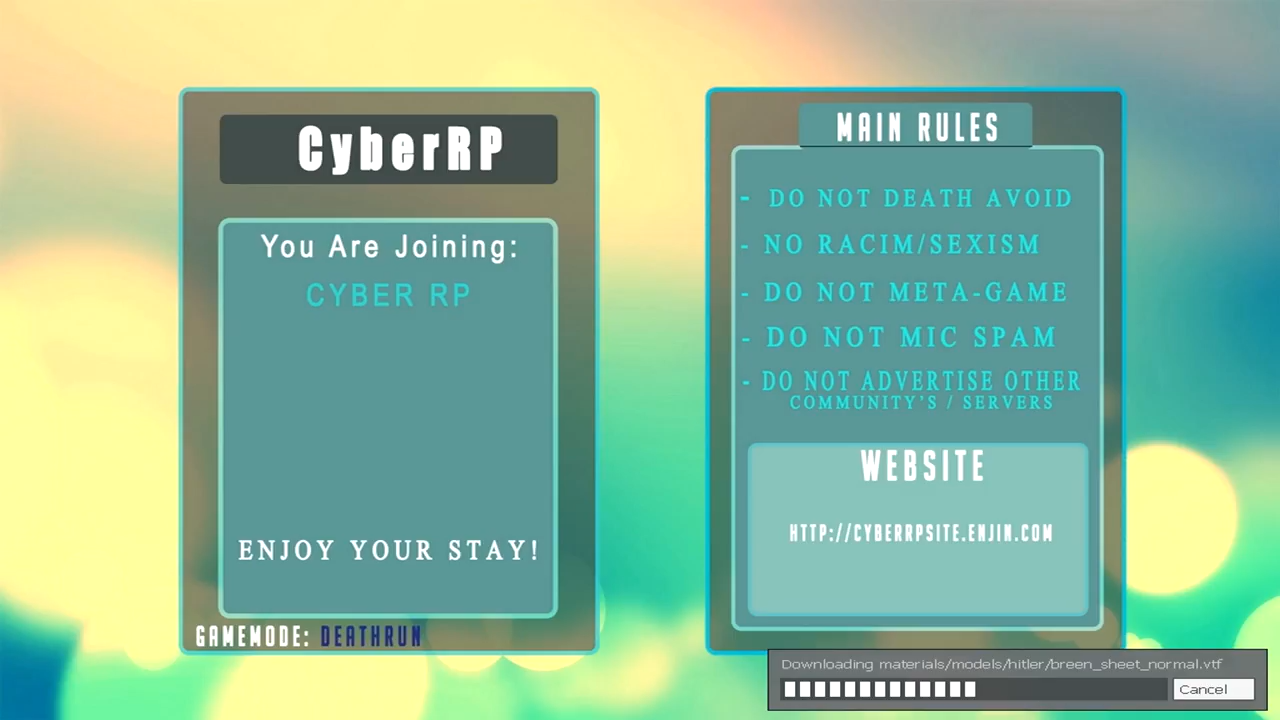 CyberRP
You Are Joining:
CYBER RP
ENJOY YOUR STAY!
GAMEMODE: DEATHRUN
MAIN RULES
- DO NOT DEATH AVOID
- NO RACIM/SEXISM
- DO NOT META-GAME
- DO NOT MIC SPAM
- DO NOT ADVERTISE OTHER
COMMUNITY'S / SERVERS
WEBSITE
HTTP://CYBERRPSITE.ENJIN.COM
Downloading materials/models/hitler/breen_sheet_normal.vtf
Cancel